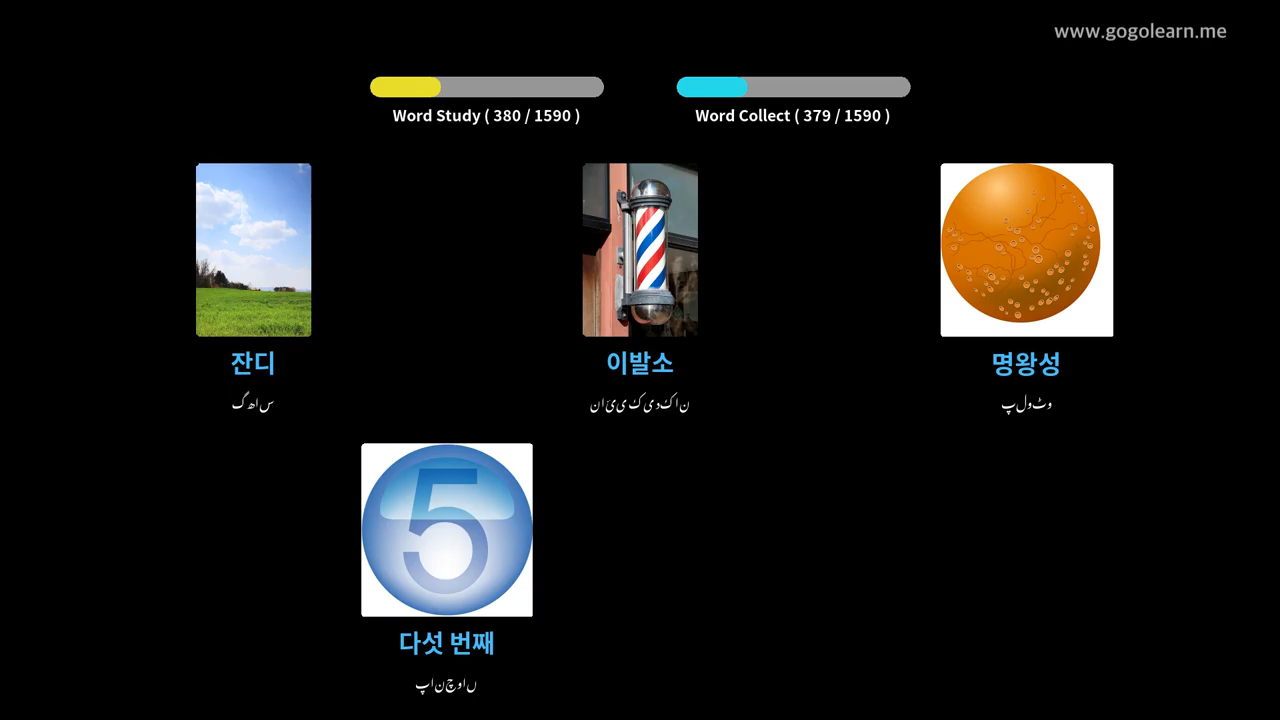 www.gogolearn.me
Word Study ( 380 / 1590 )
Word Collect ( 379 / 1590 )
잔디
گھاس
이발소
نائی کی دکان
명왕성
پلوٹو
5
다섯 번째
پانچواں